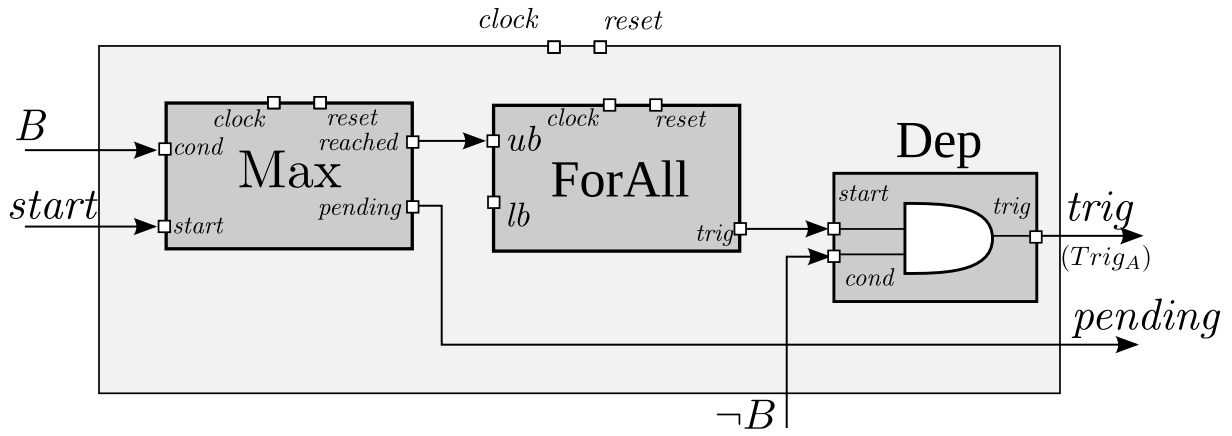 clock reset
B
clock reset
cond
reached
Max
start
pending
start
clock reset
ub
ForAll
lb
trig
Dep
start
trig
cond
trig
(Trig_A)
pending
¬B